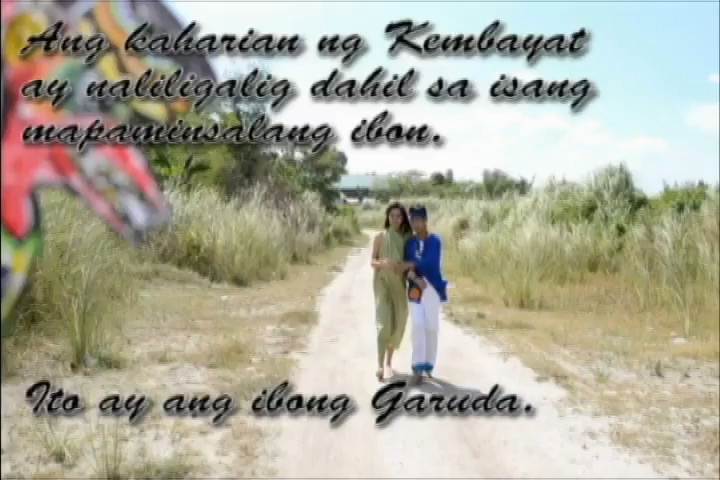 Ang kaharian ng Kembayat
ay naliligalig dahil sa isang
mapaminsalang ibon.
Ito ay ang ibong Garuda.